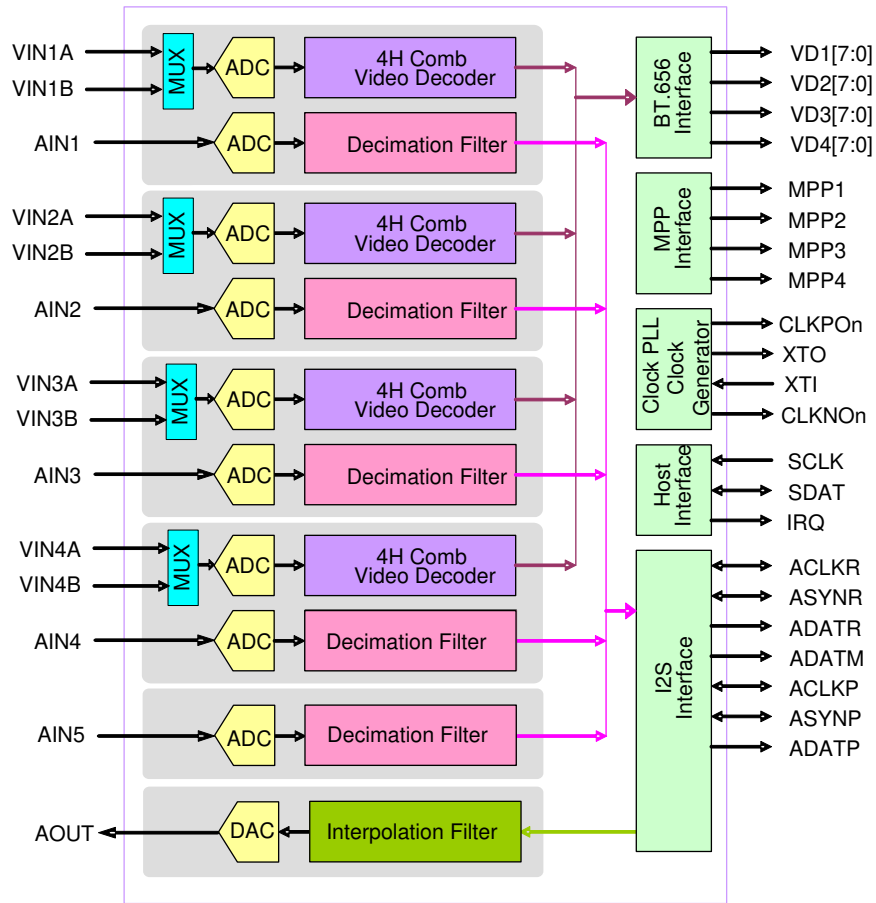 VIN1A
VIN1B
MUX
ADC
4H Comb
Video Decoder
AIN1
ADC
Decimation Filter
VIN2A
VIN2B
MUX
ADC
4H Comb
Video Decoder
AIN2
ADC
Decimation Filter
VIN3A
VIN3B
MUX
ADC
4H Comb
Video Decoder
AIN3
ADC
Decimation Filter
VIN4A
VIN4B
MUX
ADC
4H Comb
Video Decoder
AIN4
ADC
Decimation Filter
AIN5
ADC
Decimation Filter
AOUT
DAC
Interpolation Filter
BT.656
Interface
VD1[7:0]
VD2[7:0]
VD3[7:0]
VD4[7:0]
MPP
Interface
MPP1
MPP2
MPP3
MPP4
Clock PLL
Clock
Generator
CLKPOn
XTO
XTI
CLKNOn
Host
Interface
SCLK
SDAT
IRQ
I2S
Interface
ACLKR
ASYNR
ADATR
ADATM
ACLKP
ASYNP
ADATP